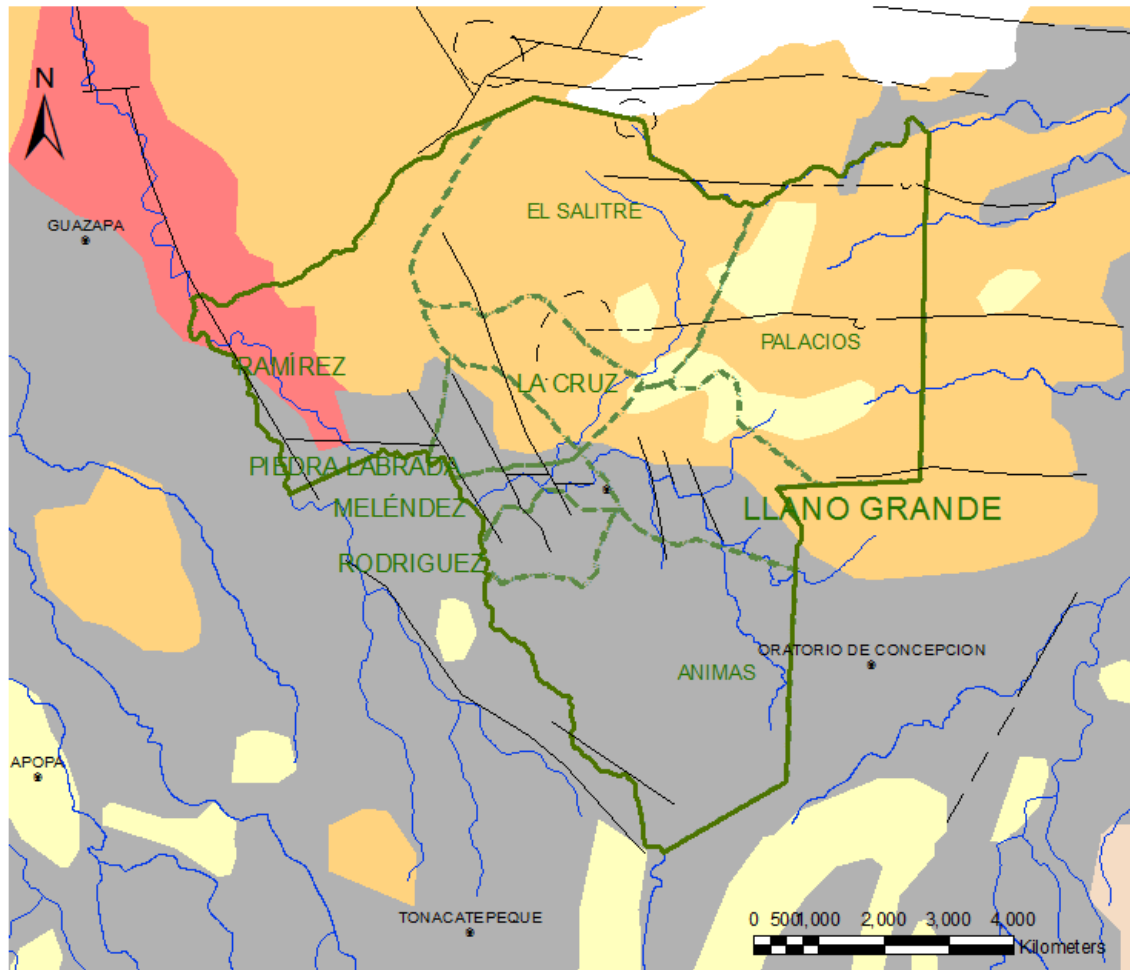 N
EL SALITRE
GUAZAPA
PALACIOS
RAMÍREZ
LA CRUZ
PIEDRA LABRADA
MELÉNDEZ
LLANO GRANDE
RODRIGUEZ
ORATORIO DE CONCEPCION
ANIMAS
APOPA
TONACATEPEQUE
0 500 1,000 2,000 3,000 4,000
Kilometers